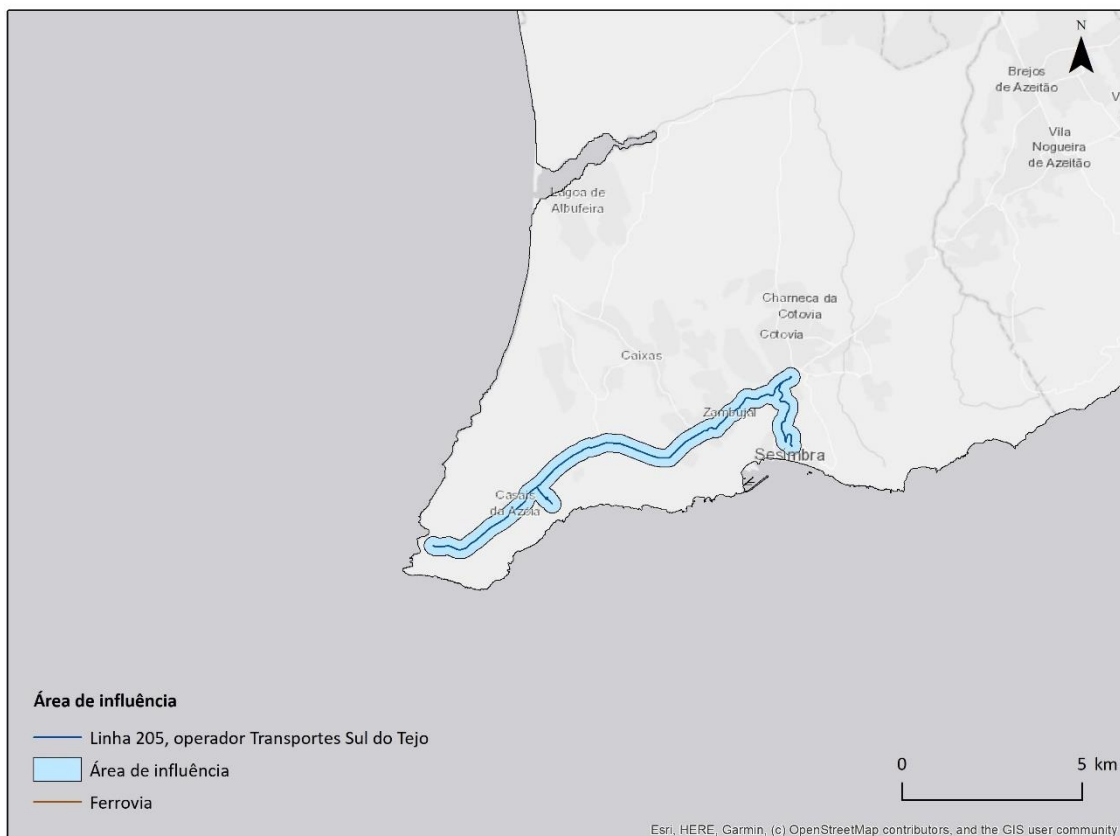 N
Brejos
de Azeitão
V
Vila
Nogueira
de Azeitão
Lagoa de
Albufeira
Charneca da
Cotovia
Cotovia
Caixas
Zambujal
Sesimbra
Casais
da Azóia
Área de influência
Linha 205, operador Transportes Sul do Tejo
Área de influência
Ferrovia
0
5 km
Esri, HERE, Garmin, (c) OpenStreetMap contributors, and the GIS user community